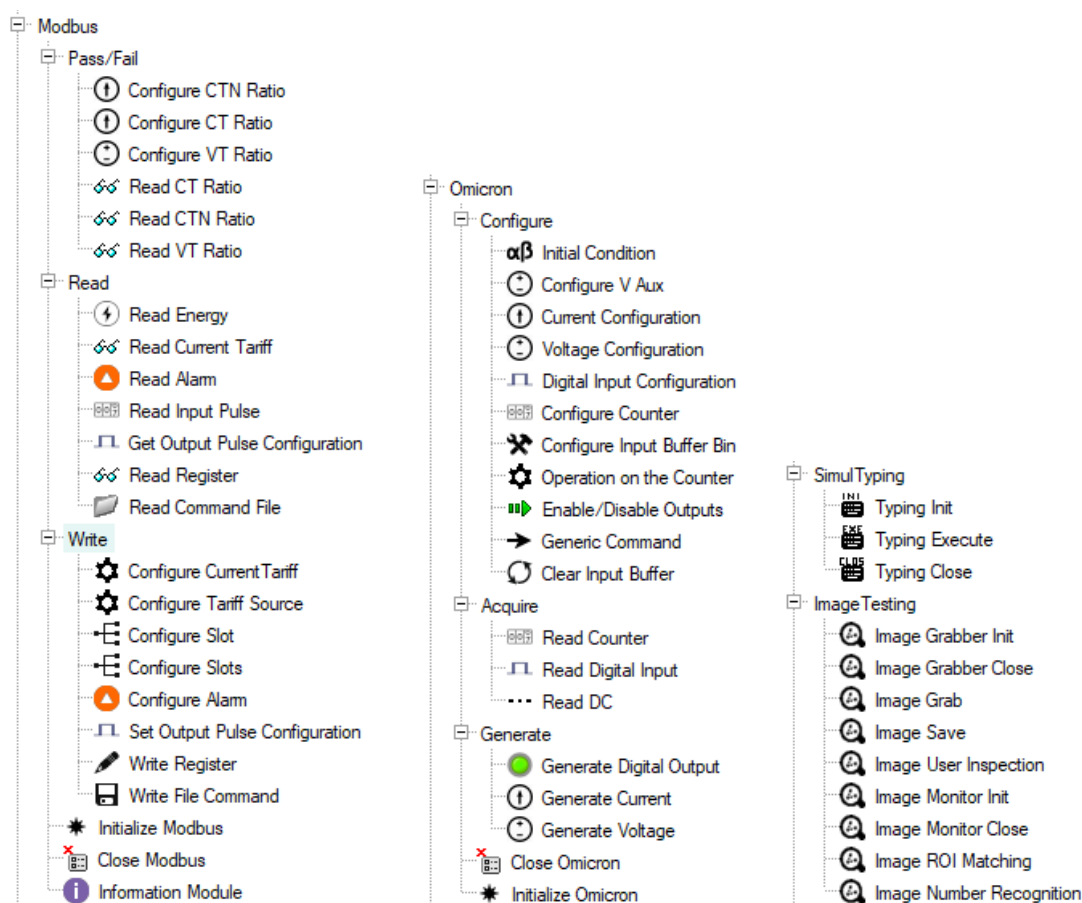 Modbus
Pass/Fail
Configure CTN Ratio
Configure CT Ratio
Configure VT Ratio
Read CT Ratio
Read CTN Ratio
Read VT Ratio
Read
Read Energy
Read Current Tariff
Read Alarm
Read Input Pulse
Get Output Pulse Configuration
Read Register
Read Command File
Write
Configure CurrentTariff
Configure Tariff Source
Configure Slot
Configure Slots
Configure Alarm
Set Output Pulse Configuration
Write Register
Write File Command
Initialize Modbus
Close Modbus
Information Module
Omicron
Configure
αβ Initial Condition
Configure V Aux
Current Configuration
Voltage Configuration
Digital Input Configuration
Configure Counter
Configure Input Buffer Bin
Operation on the Counter
Enable/Disable Outputs
Generic Command
Clear Input Buffer
Acquire
Read Counter
Read Digital Input
Read DC
Generate
Generate Digital Output
Generate Current
Generate Voltage
Close Omicron
Initialize Omicron
SimulTyping
INI Typing Init
EXE Typing Execute
CLOS Typing Close
ImageTesting
Image Grabber Init
Image Grabber Close
Image Grab
Image Save
Image User Inspection
Image Monitor Init
Image Monitor Close
Image ROI Matching
Image Number Recognition